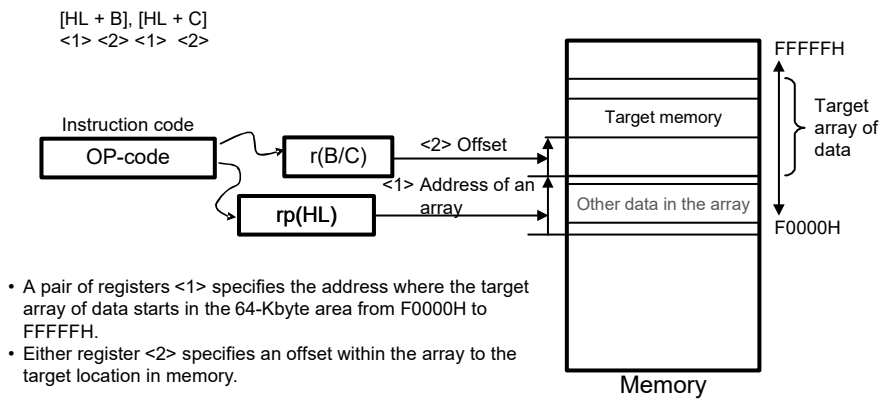 [HL + B], [HL + C]
<1> <2> <1> <2>
FFFFFH
Target memory
Target
array of
data
Instruction code
OP-code
r(B/C)
<2> Offset
<1> Address of an
array
rp(HL)
Other data in the array
F0000H
• A pair of registers <1> specifies the address where the target
array of data starts in the 64-Kbyte area from F0000H to
FFFFFH.
• Either register <2> specifies an offset within the array to the
target location in memory.
Memory